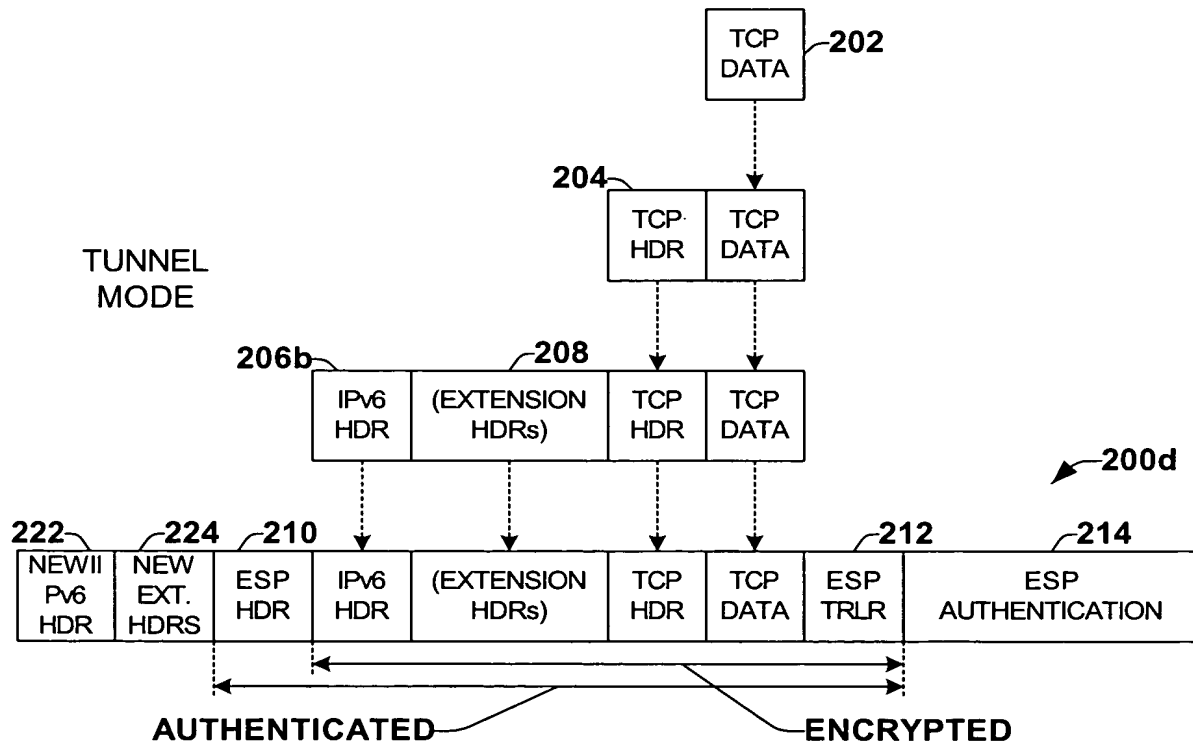 TCP
DATA
202
204
TCP
HDR
TCP
DATA
TUNNEL
MODE
206b
208
IPv6
HDR
(EXTENSION
HDRs)
TCP
HDR
TCP
DATA
200d
222
224
210
212
214
NEWII
Pv6
HDR
NEW
EXT.
HDRS
ESP
HDR
IPv6
HDR
(EXTENSION
HDRs)
TCP
HDR
TCP
DATA
ESP
TRLR
ESP
AUTHENTICATION
AUTHENTICATED
ENCRYPTED